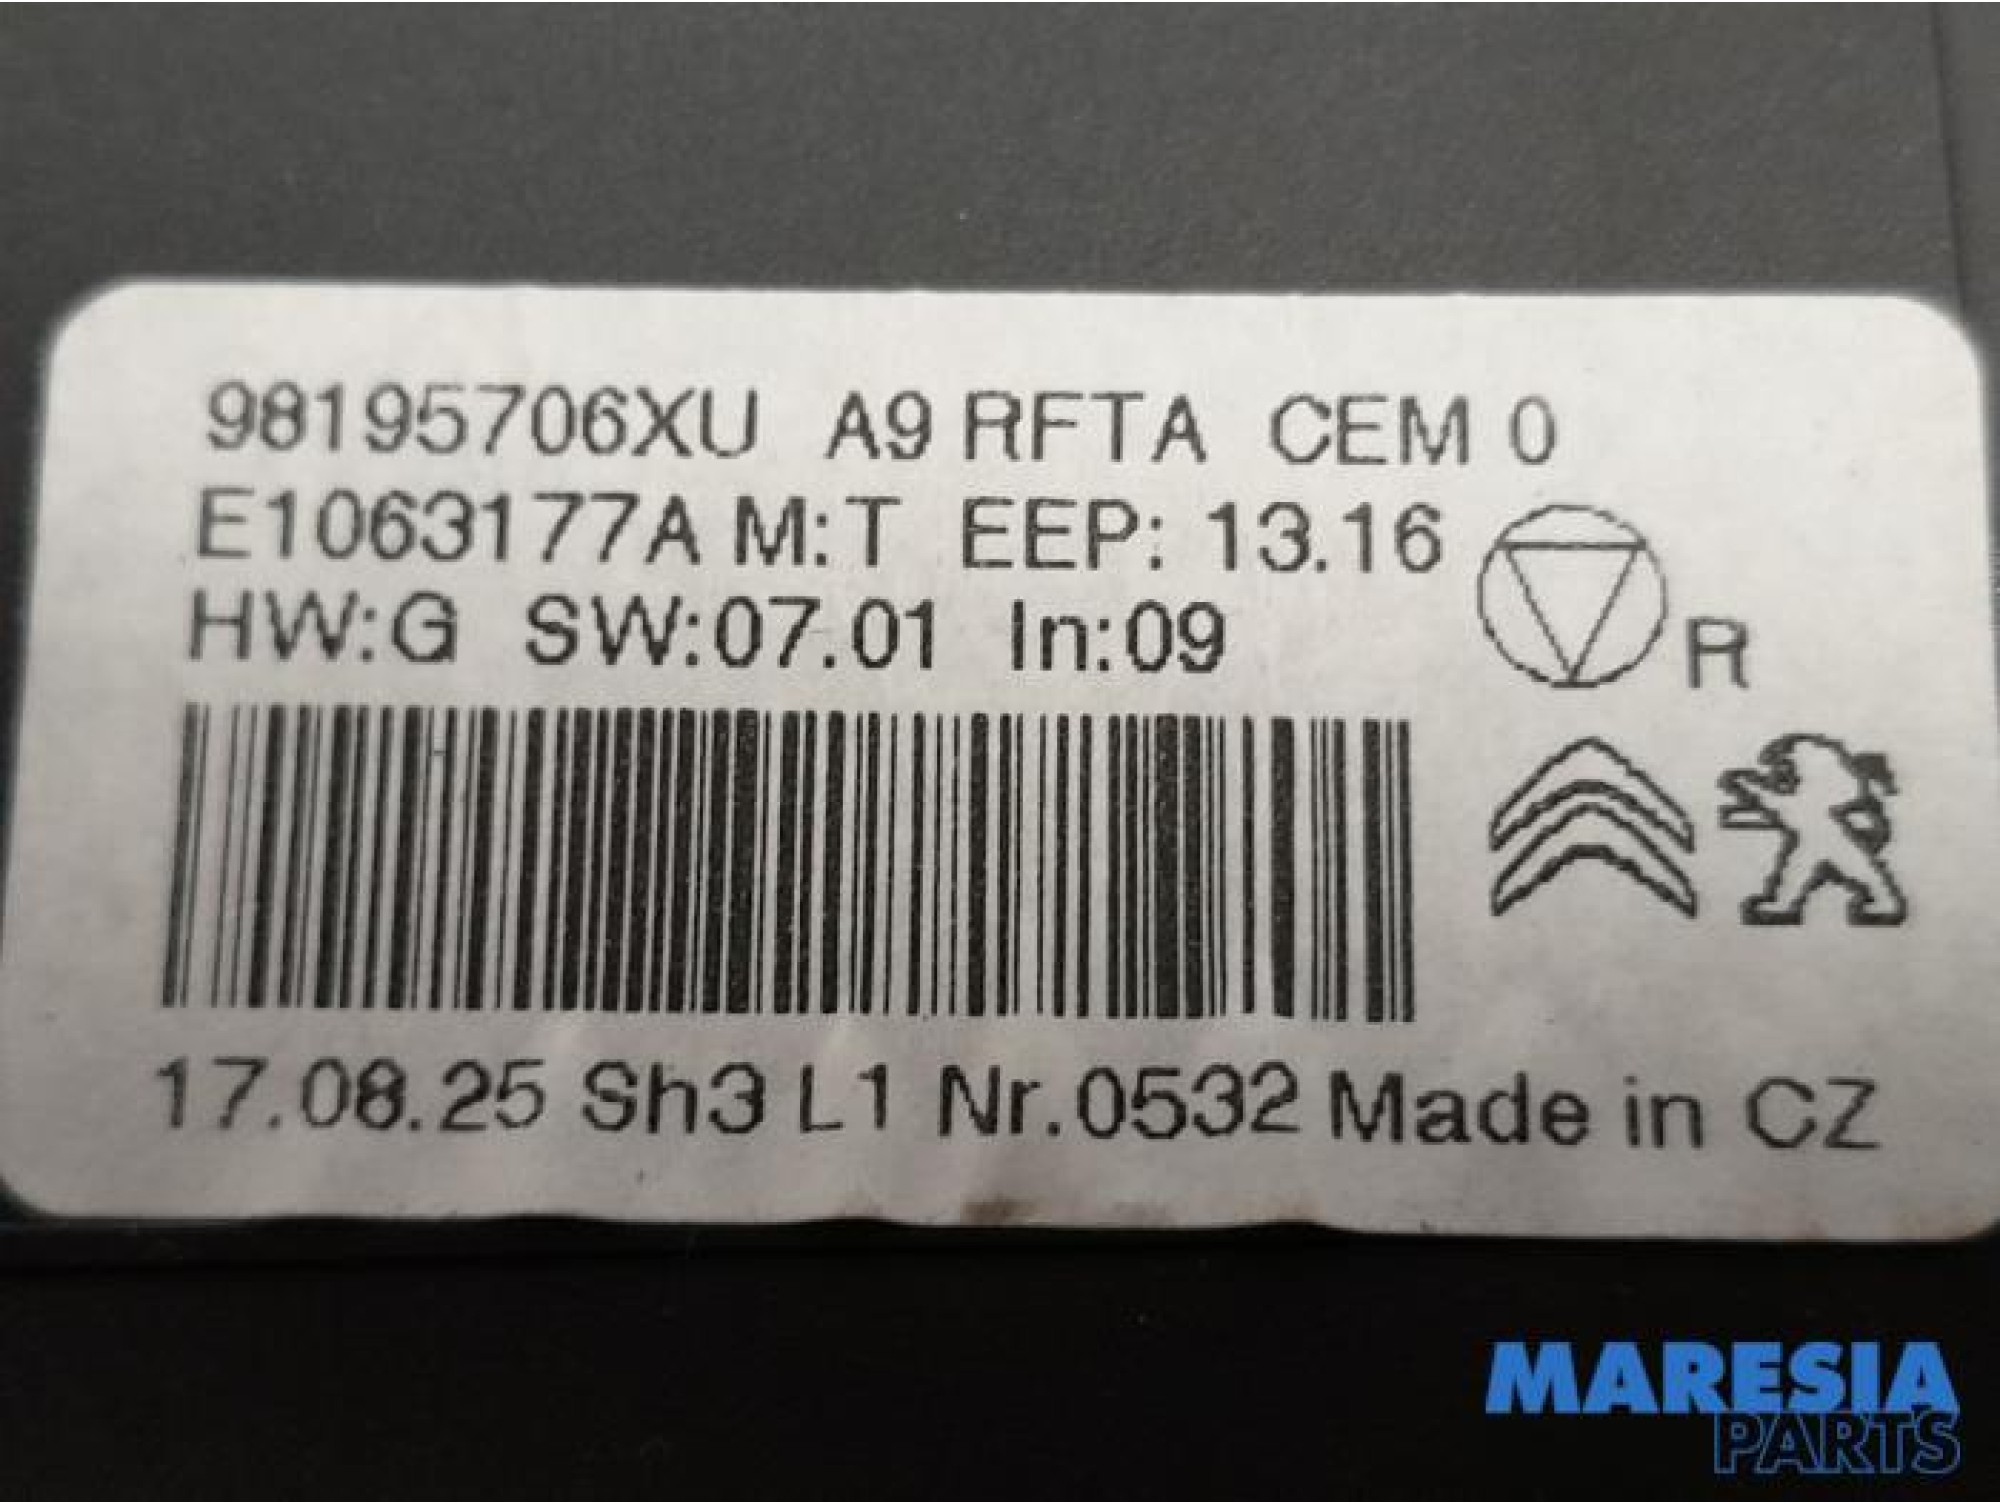 98195706XU A9 RFTA CEM 0
E1063177A M:T EEP: 13.16
HW:G SW:07.01 In:09
R
17.08.25 Sh3 L1 Nr.0532 Made in CZ
MARESIA
PARTS